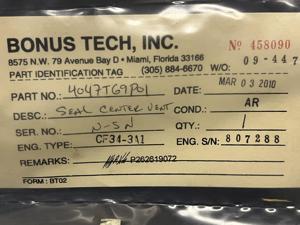 BONUS TECH, INC.
Nº 458090
8575 N.W. 79 Avenue Bay D • Miami, Florida 33166
PART IDENTIFICATION TAG (305) 884-6670 W/O: 09-447
PART NO.: 4047T69P01 DATE: MAR 03 2010
DESC.: SEAL CENTER VENT COND.: AR
SER. NO.: N-SN QTY.: 1
ENG. TYPE: CF34-3A1 ENG. S/N: 807288
REMARKS: P262619072
FORM: BT02